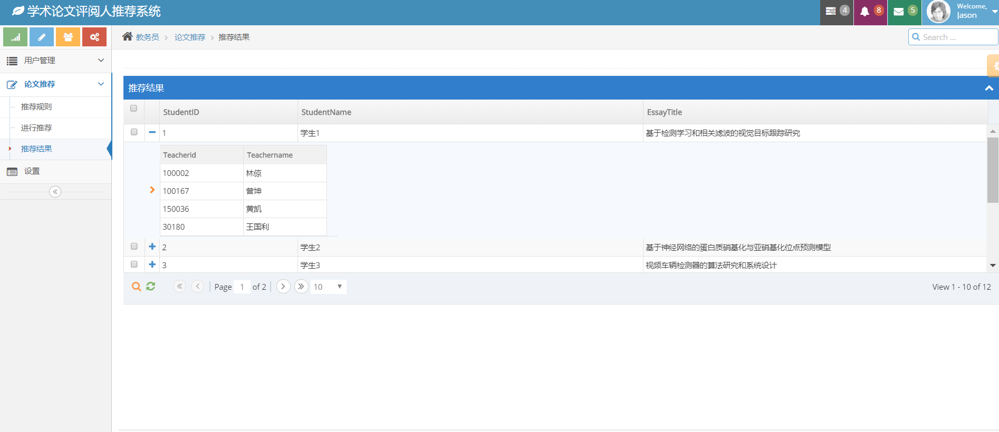 学术论文评阅人推荐系统
4
8
5
Welcome,
Jason
教务员 论文推荐 推荐结果
Search ...
用户管理
论文推荐
推荐规则
进行推荐
推荐结果
设置
推荐结果
StudentID StudentName EssayTitle
1 学生1 基于检测学习和相关滤波的视觉目标跟踪研究
Teacherid Teachername
100002 林倞
100167 曾坤
150036 黄凯
30180 王国利
2 学生2 基于神经网络的蛋白质硝基化与亚硝基化位点预测模型
3 学生3 视频车辆检测器的算法研究和系统设计
Page 1 of 2 10 View 1 - 10 of 12